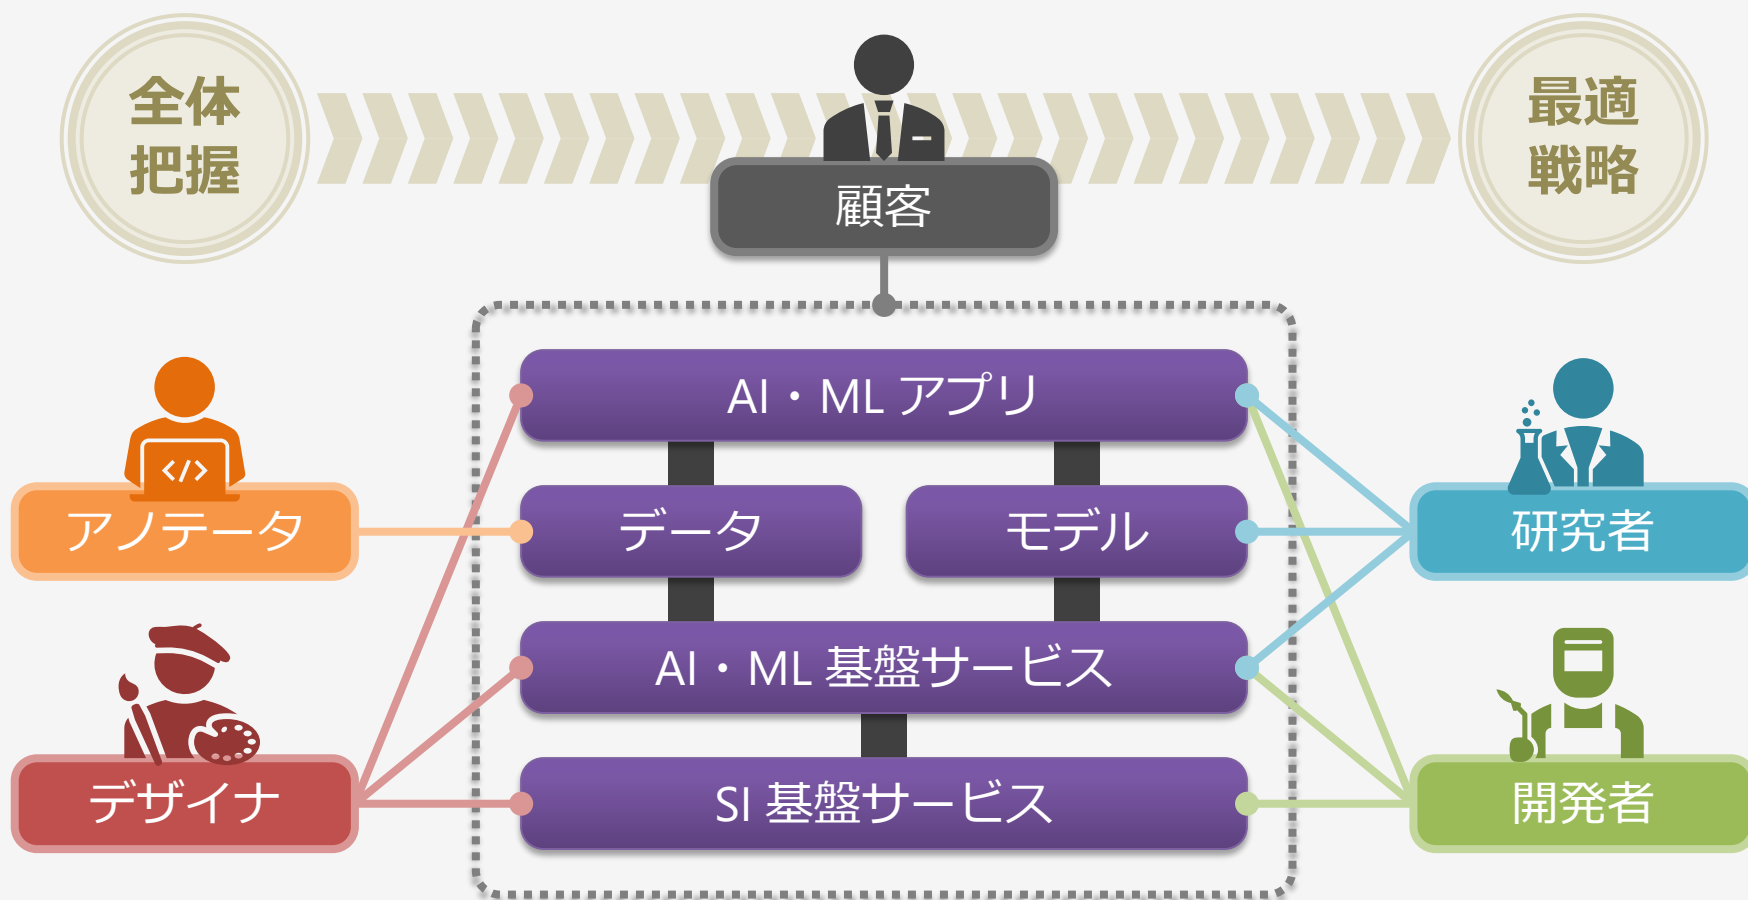 全体
把握
最適
戦略
顧客
AI・ML アプリ
アノテータ
</>
データ
モデル
研究者
AI・ML 基盤サービス
デザイナ
SI 基盤サービス
開発者